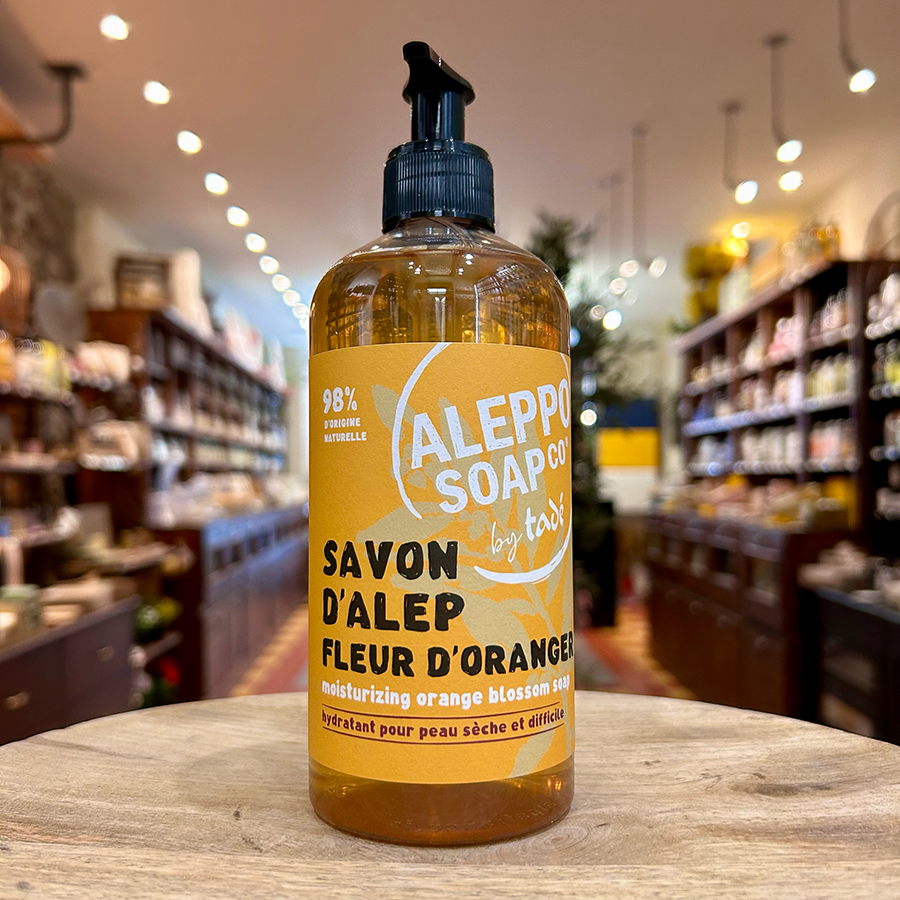 98%
D'ORIGINE
NATURELLE
ALEPPO
SOAP CO
by tadé
SAVON
D'ALEP
FLEUR D'ORANGER
moisturizing orange blossom soap
hydratant pour peau sèche et difficile